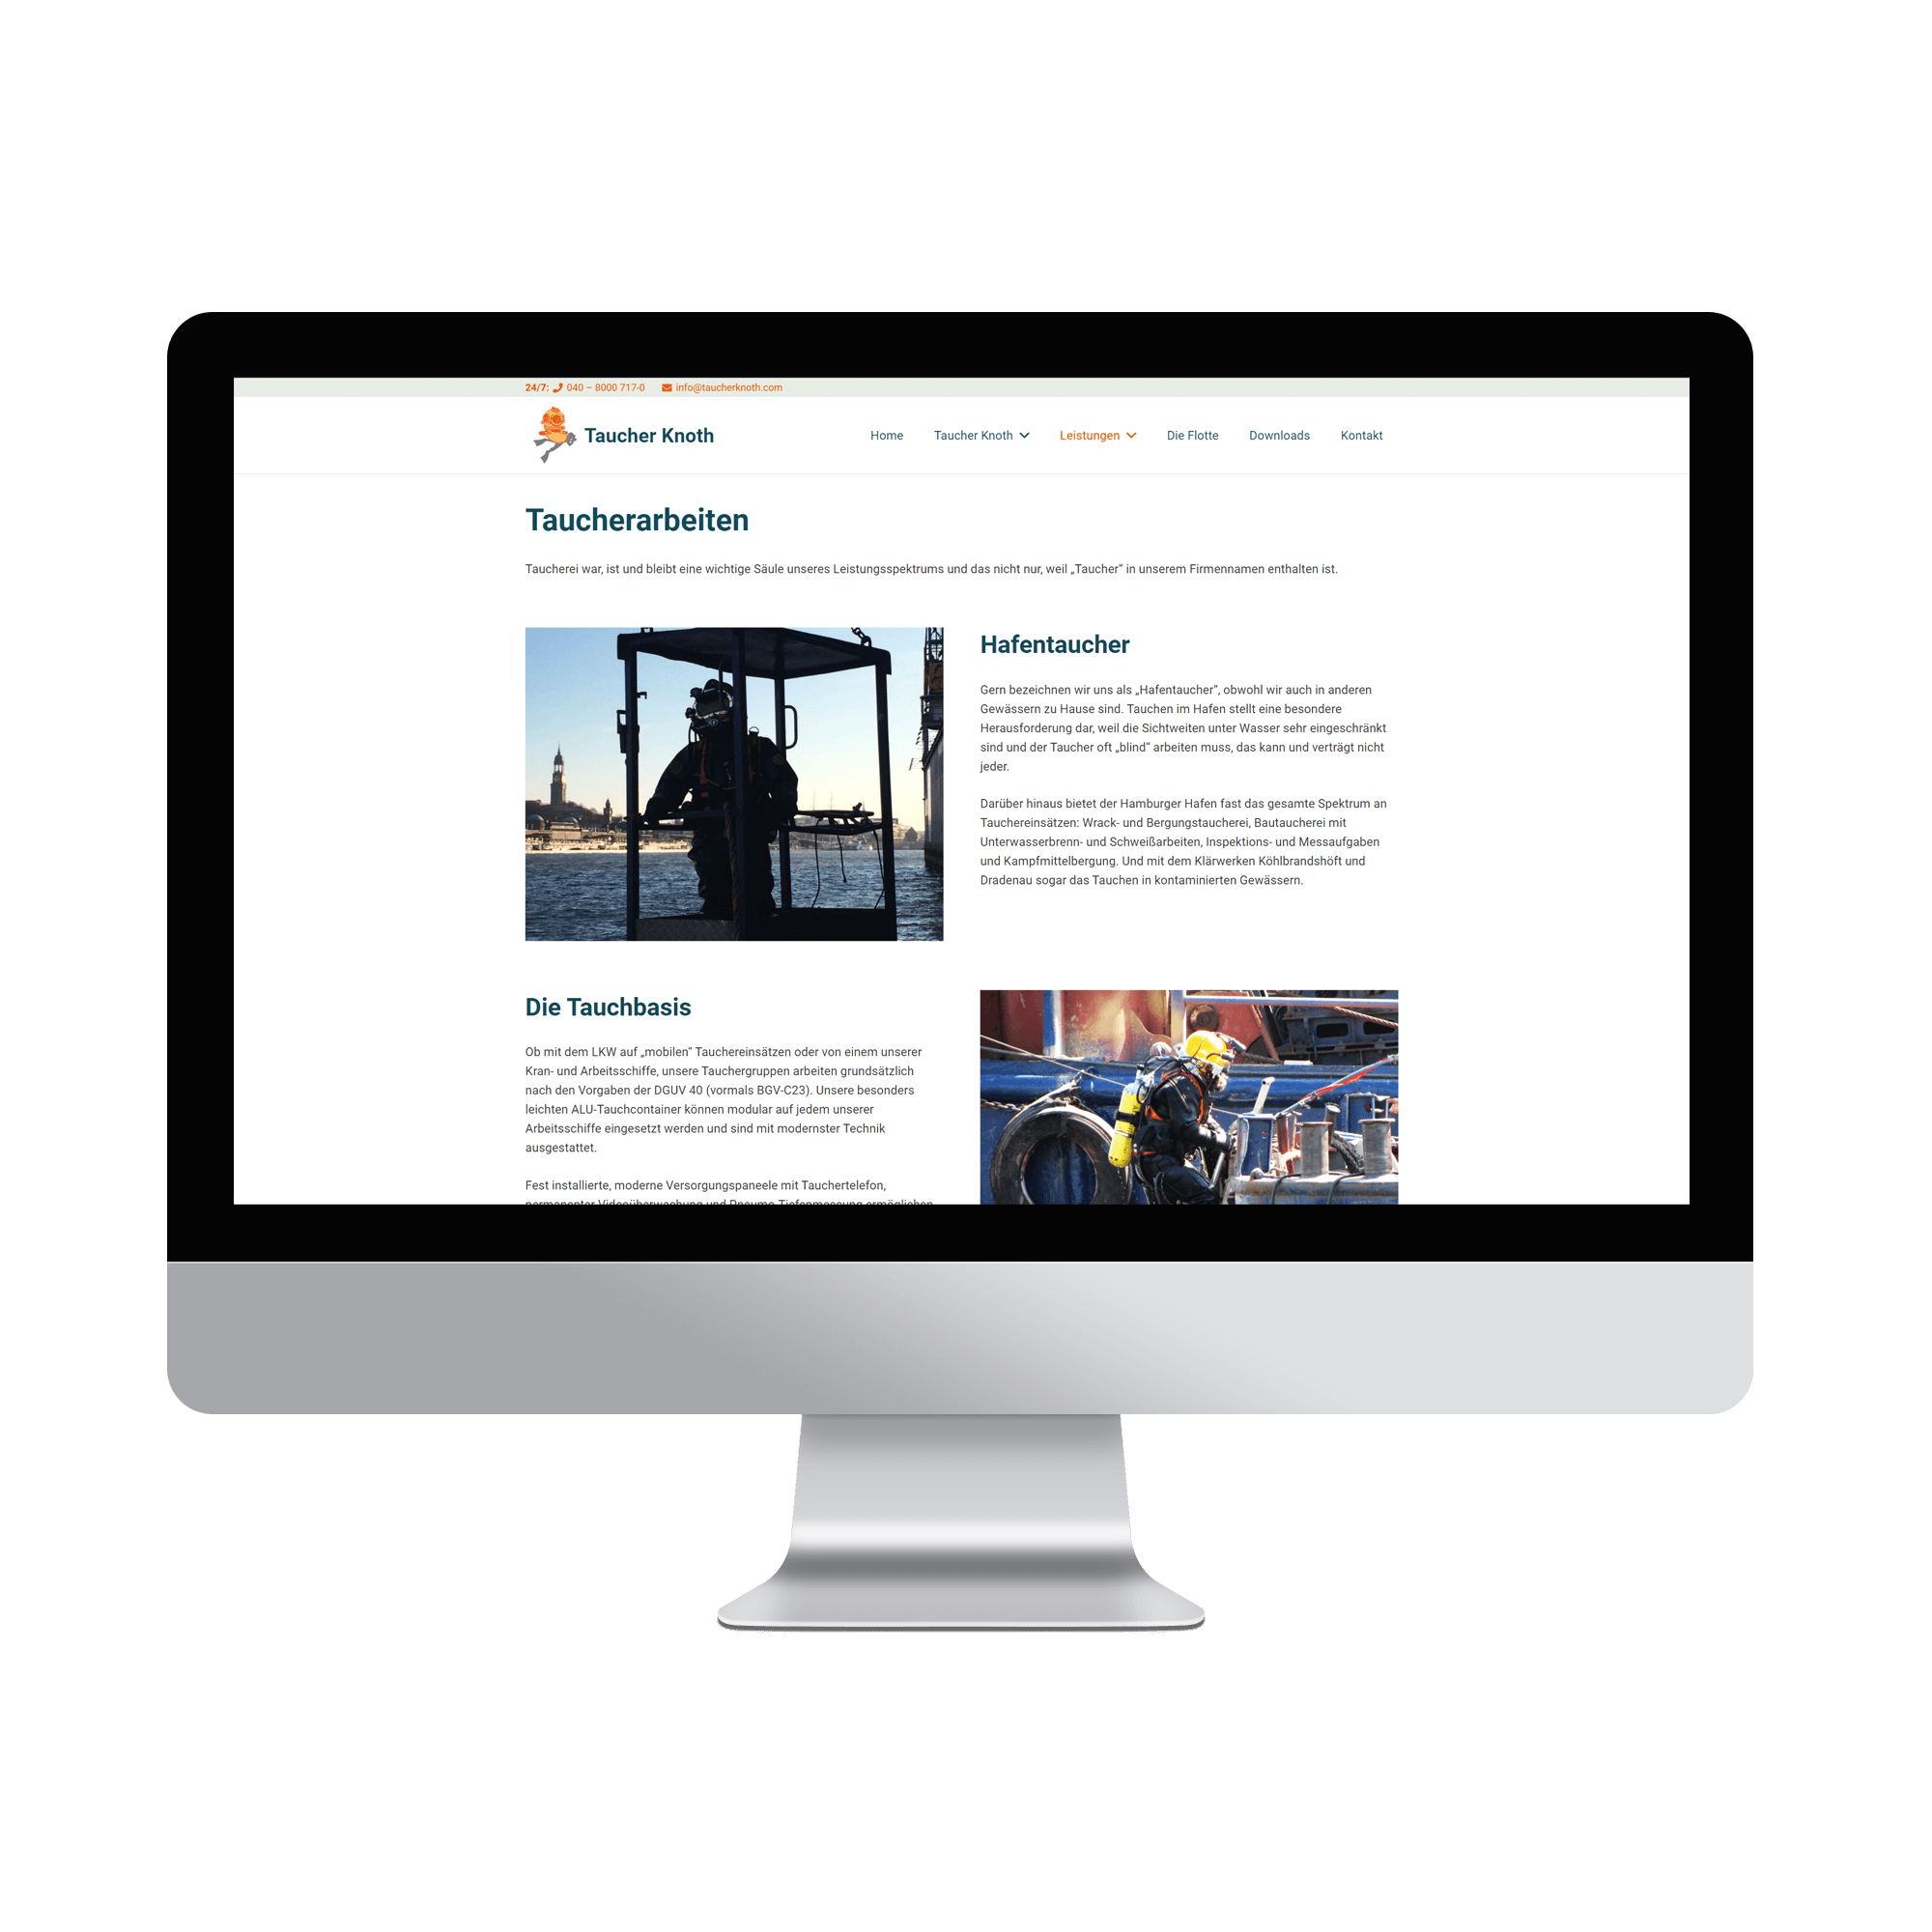 24/7: 040 – 8000 717-0 info@taucherknoth.com
Taucher Knoth
Home Taucher Knoth Leistungen Die Flotte Downloads Kontakt
Taucherarbeiten
Taucherei war, ist und bleibt eine wichtige Säule unseres Leistungsspektrums und das nicht nur, weil „Taucher“ in unserem Firmennamen enthalten ist.
Hafentaucher
Gern bezeichnen wir uns als „Hafentaucher“, obwohl wir auch in anderen
Gewässern zu Hause sind. Tauchen im Hafen stellt eine besondere
Herausforderung dar, weil die Sichtweiten unter Wasser sehr eingeschränkt
sind und der Taucher oft „blind“ arbeiten muss, das kann und verträgt nicht
jeder.
Darüber hinaus bietet der Hamburger Hafen fast das gesamte Spektrum an
Tauchereinsätzen: Wrack- und Bergungstaucherei, Bautaucherei mit
Unterwasserbrenn- und Schweißarbeiten, Inspektions- und Messaufgaben
und Kampfmittelbergung. Und mit dem Klärwerken Köhlbrandshöft und
Dradenau sogar das Tauchen in kontaminierten Gewässern.
Die Tauchbasis
Ob mit dem LKW auf „mobilen“ Tauchereinsätzen oder von einem unserer
Kran- und Arbeitsschiffe, unsere Tauchergruppen arbeiten grundsätzlich
nach den Vorgaben der DGUV 40 (vormals BGV-C23). Unsere besonders
leichten ALU-Tauchcontainer können modular auf jedem unserer
Arbeitsschiffe eingesetzt werden und sind mit modernster Technik
ausgestattet.
Fest installierte, moderne Versorgungspaneele mit Tauchertelefon,
permanenter Videoüberwachung und Pneumo-Tiefenmessung ermöglichen